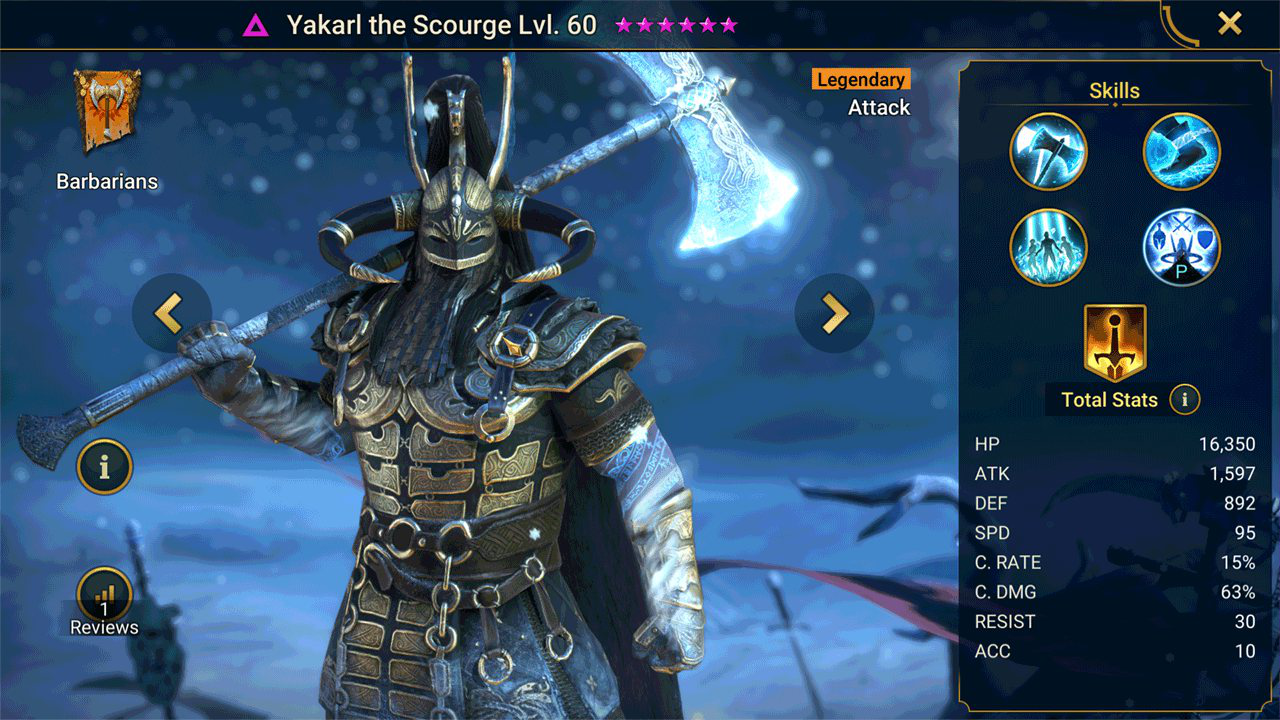 Yakarl the Scourge Lvl. 60
Legendary
Attack
Barbarians
Skills
P
Total Stats
i
HP 16,350
ATK 1,597
DEF 892
SPD 95
C. RATE 15%
C. DMG 63%
RESIST 30
ACC 10
i
1
Reviews